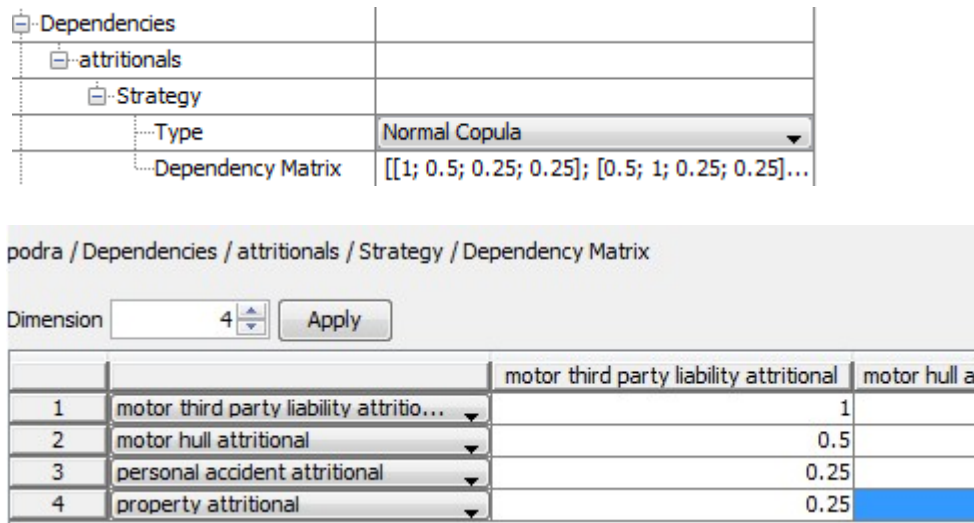 Dependencies
attritionals
Strategy
Type Normal Copula
Dependency Matrix [[1; 0.5; 0.25; 0.25]; [0.5; 1; 0.25; 0.25]...
podra / Dependencies / attritionals / Strategy / Dependency Matrix
Dimension 4 Apply
motor third party liability attritional motor hull a
1 motor third party liability attritio... 1
2 motor hull attritional 0.5
3 personal accident attritional 0.25
4 property attritional 0.25